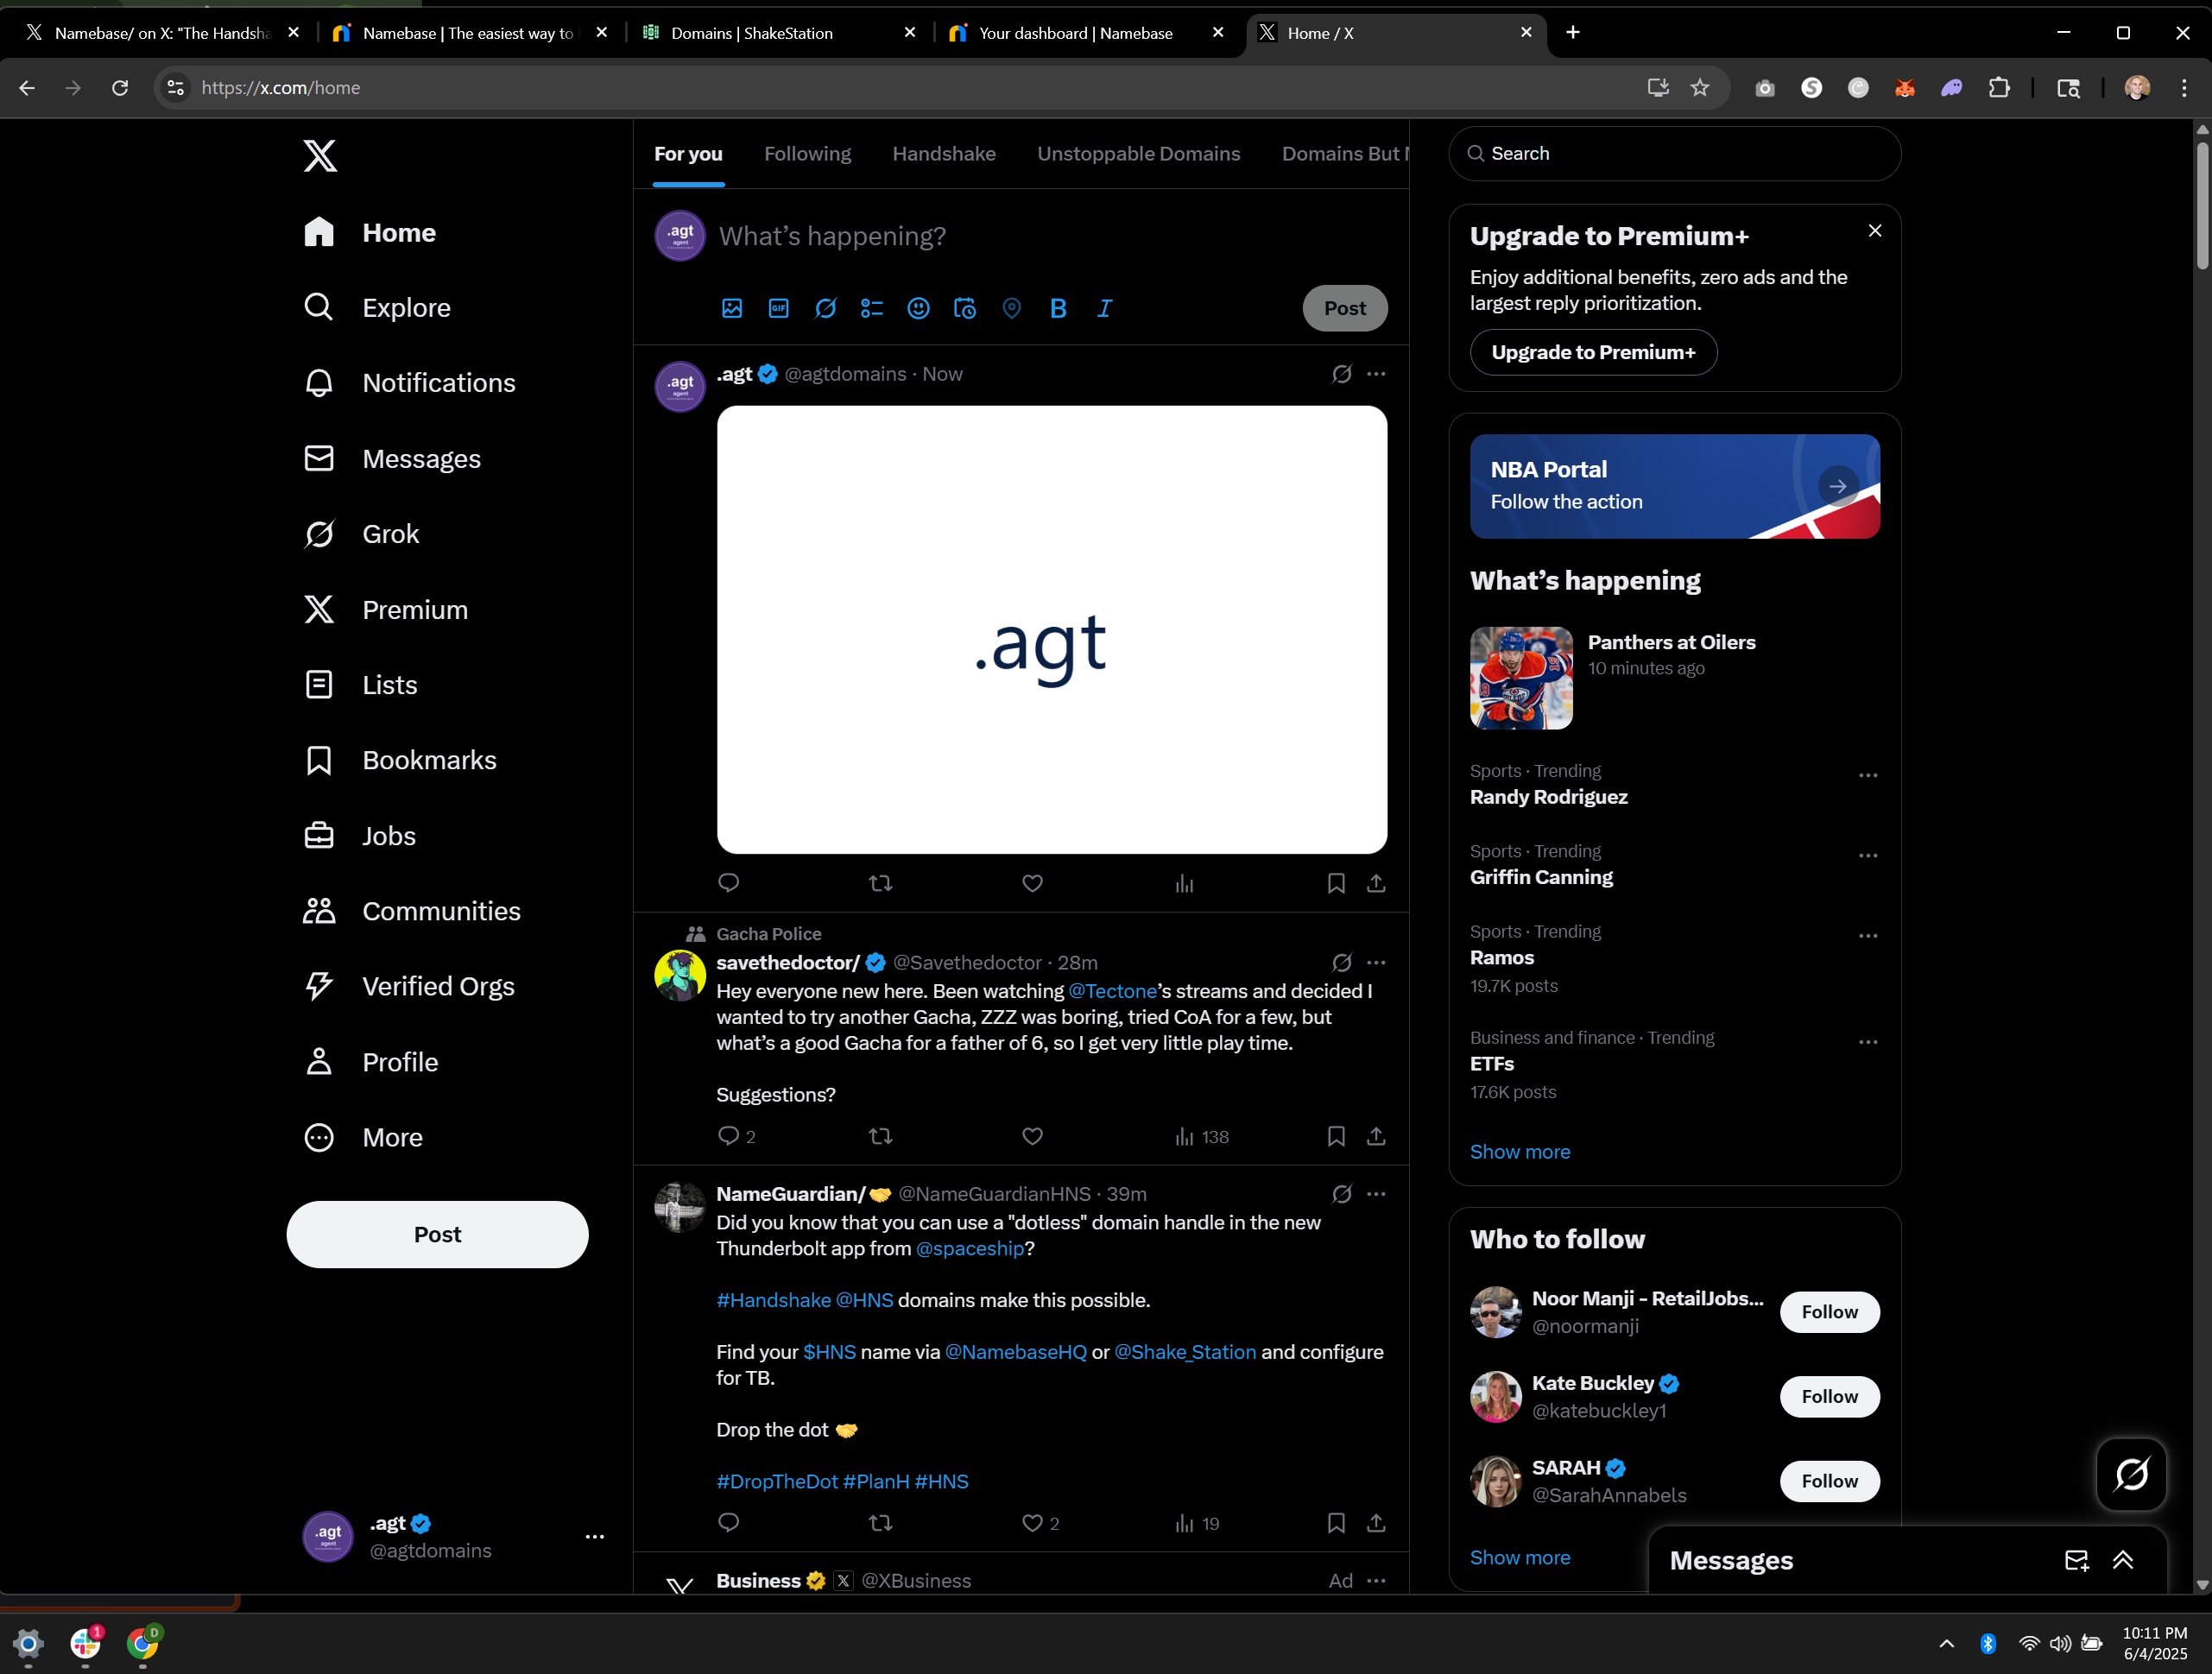 Namebase/ on X: "The Handsha
Namebase | The easiest way to
Domains | ShakeStation
Your dashboard | Namebase
Home / X
https://x.com/home
Home
Explore
Notifications
Messages
Grok
Premium
Lists
Bookmarks
Jobs
Communities
Verified Orgs
Profile
More
Post
.agt
.agt
@agtdomains
For you
Following
Handshake
Unstoppable Domains
Domains But
.agt
agent
What's happening?
GIF
B
I
Post
.agt
agent
.agt @agtdomains · Now
.agt
Gacha Police
savethedoctor/ @Savethedoctor · 28m
Hey everyone new here. Been watching @Tectone's streams and decided I
wanted to try another Gacha, ZZZ was boring, tried CoA for a few, but
what's a good Gacha for a father of 6, so I get very little play time.
Suggestions?
2
138
NameGuardian/🤝 @NameGuardianHNS · 39m
Did you know that you can use a "dotless" domain handle in the new
Thunderbolt app from @spaceship?
#Handshake @HNS domains make this possible.
Find your $HNS name via @NamebaseHQ or @Shake_Station and configure
for TB.
Drop the dot 🤝
#DropTheDot #PlanH #HNS
2
19
Business @XBusiness
Ad
Search
Upgrade to Premium+
Enjoy additional benefits, zero ads and the
largest reply prioritization.
Upgrade to Premium+
NBA Portal
Follow the action
What's happening
Panthers at Oilers
10 minutes ago
Sports · Trending
Randy Rodriguez
Sports · Trending
Griffin Canning
Sports · Trending
Ramos
19.7K posts
Business and finance · Trending
ETFs
17.6K posts
Show more
Who to follow
Noor Manji - RetailJobs...
@noormanji
Follow
Kate Buckley
@katebuckley1
Follow
SARAH
@SarahAnnabels
Follow
Show more
Messages
1
D
10:11 PM
6/4/2025